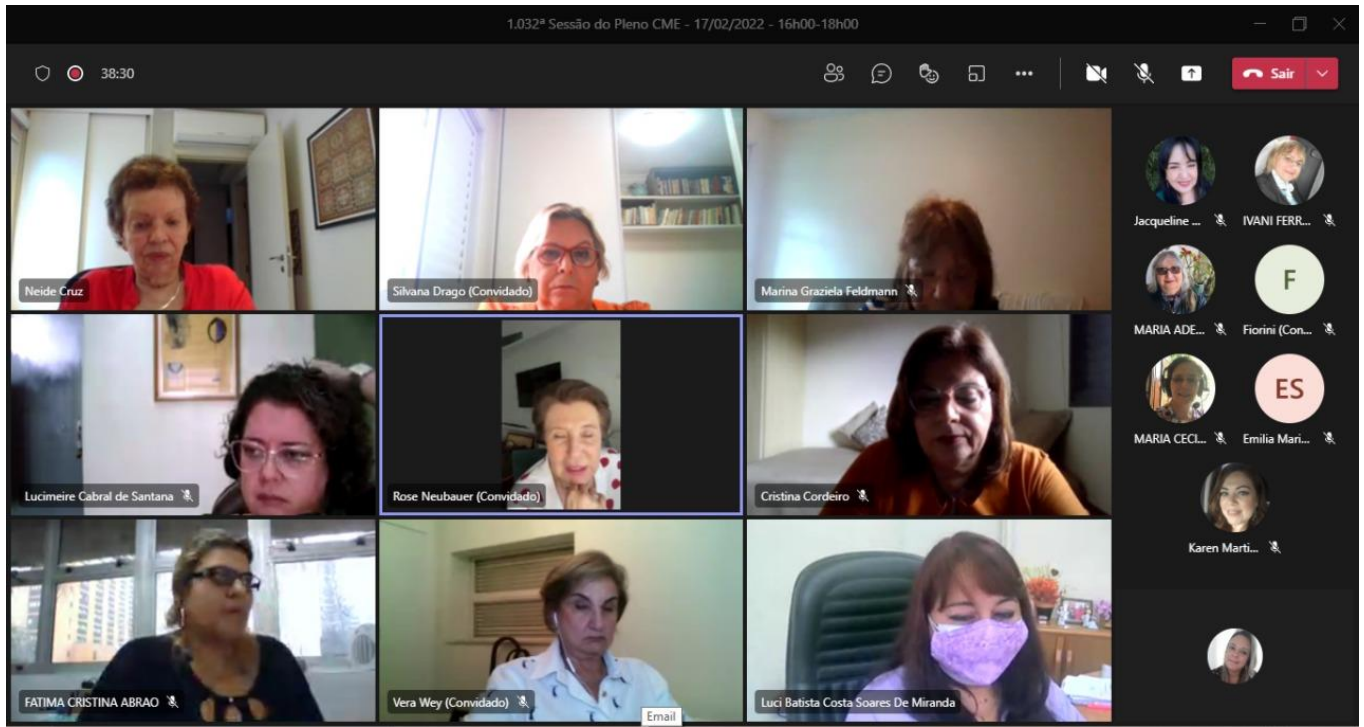 1.032ª Sessão do Pleno CME - 17/02/2022 - 16h00-18h00
38:30
Sair
Neide Cruz
Silvana Drago (Convidado)
Marina Graziela Feldmann
Jacqueline ...
IVANI FERR...
MARIA ADE...
F
Fiorini (Con...
Lucimeire Cabral de Santana
Rose Neubauer (Convidado)
Cristina Cordeiro
MARIA CECI...
ES
Emilia Mari...
Karen Marti...
FATIMA CRISTINA ABRAO
Vera Wey (Convidado)
Luci Batista Costa Soares De Miranda
Email